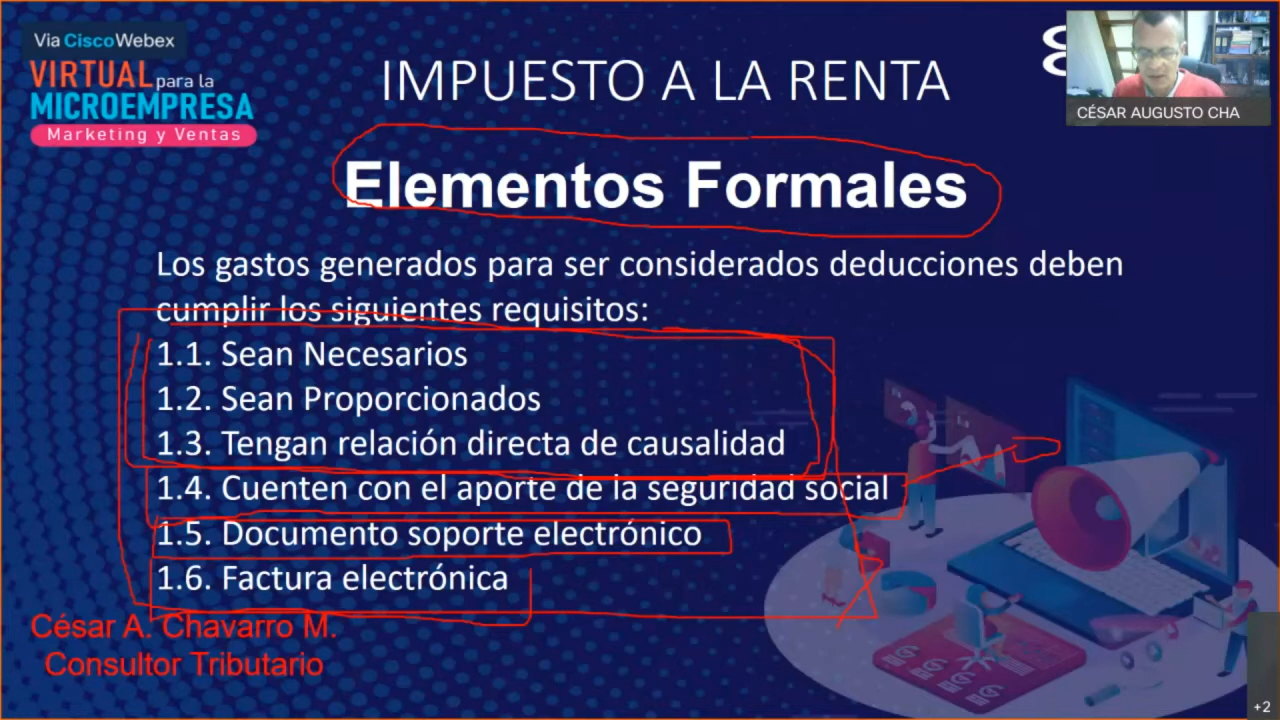 Via Cisco Webex
VIRTUAL para la
MICROEMPRESA
Marketing y Ventas
IMPUESTO A LA RENTA
CÉSAR AUGUSTO CHA
Elementos Formales
Los gastos generados para ser considerados deducciones deben
cumplir los siguientes requisitos:
1.1. Sean Necesarios
1.2. Sean Proporcionados
1.3. Tengan relación directa de causalidad
1.4. Cuenten con el aporte de la seguridad social
1.5. Documento soporte electrónico
1.6. Factura electrónica
César A. Chavarro M.
Consultor Tributario
+2